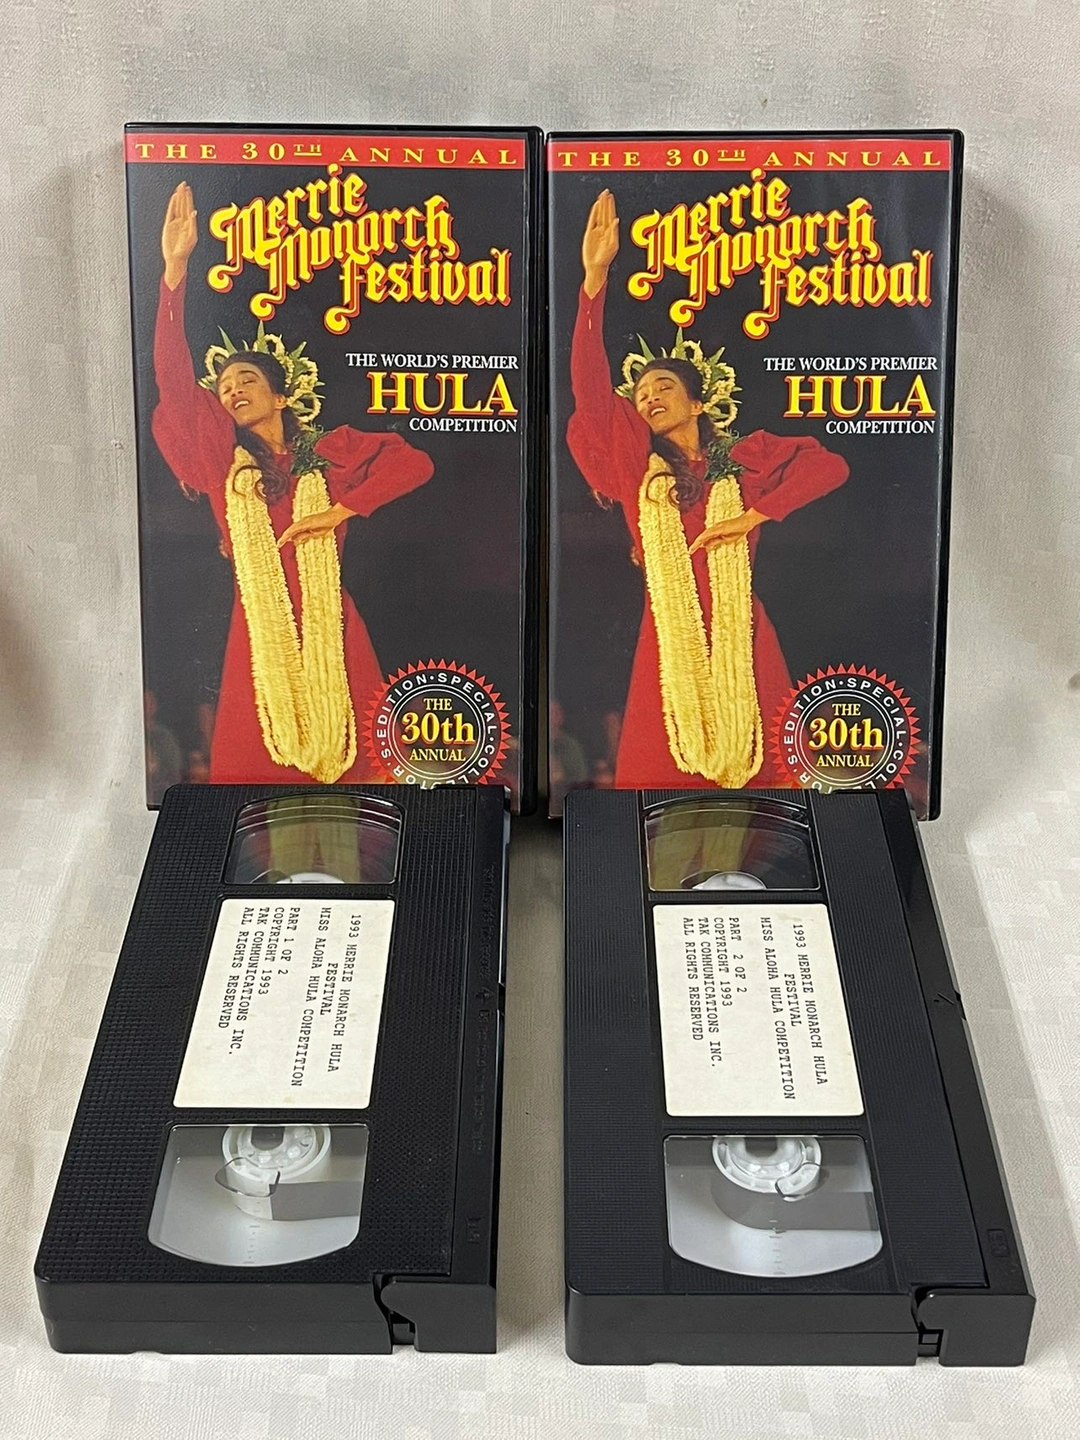 THE 30TH ANNUAL
Merrie
Monarch
Festival
THE WORLD'S PREMIER
HULA
COMPETITION
EDITION·SPECIAL·COLLECTOR'S
THE
30th
ANNUAL
THE 30TH ANNUAL
Merrie
Monarch
Festival
THE WORLD'S PREMIER
HULA
COMPETITION
EDITION·SPECIAL·COLLECTOR'S
THE
30th
ANNUAL
1993 MERRIE MONARCH HULA
FESTIVAL
MISS ALOHA HULA COMPETITION
PART 1 OF 2
COPYRIGHT 1993
TAK COMMUNICATIONS INC.
ALL RIGHTS RESERVED
1993 MERRIE MONARCH HULA
FESTIVAL
MISS ALOHA HULA COMPETITION
PART 2 OF 2
COPYRIGHT 1993
TAK COMMUNICATIONS INC.
ALL RIGHTS RESERVED